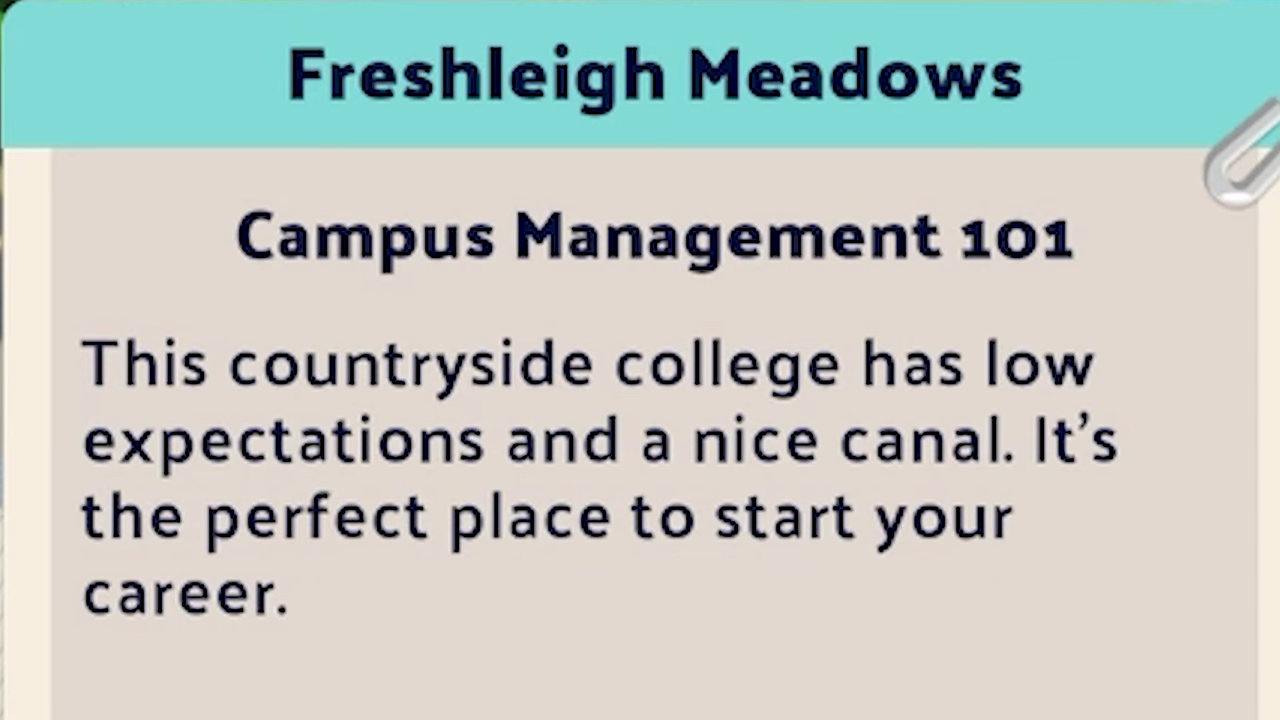 Freshleigh Meadows
Campus Management 101
This countryside college has low
expectations and a nice canal. It’s
the perfect place to start your
career.